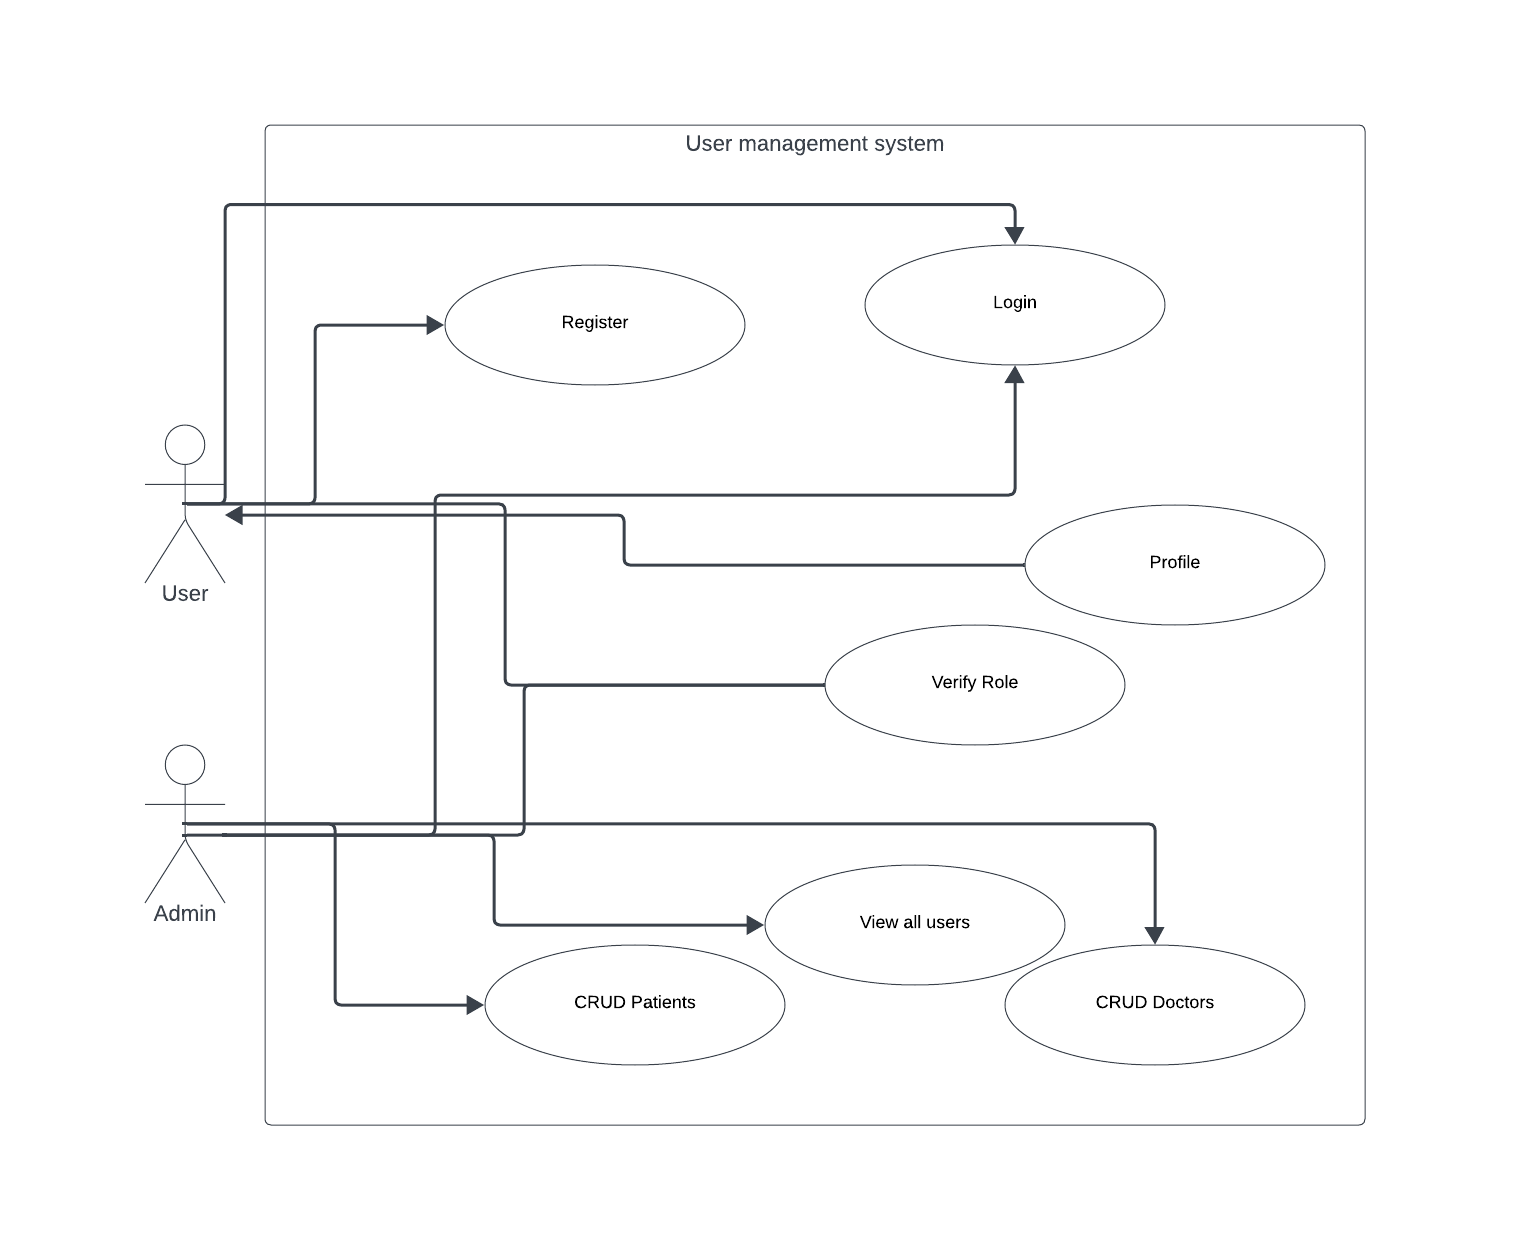 User management system
Login
Register
Profile
User
Verify Role
Admin
View all users
CRUD Patients
CRUD Doctors